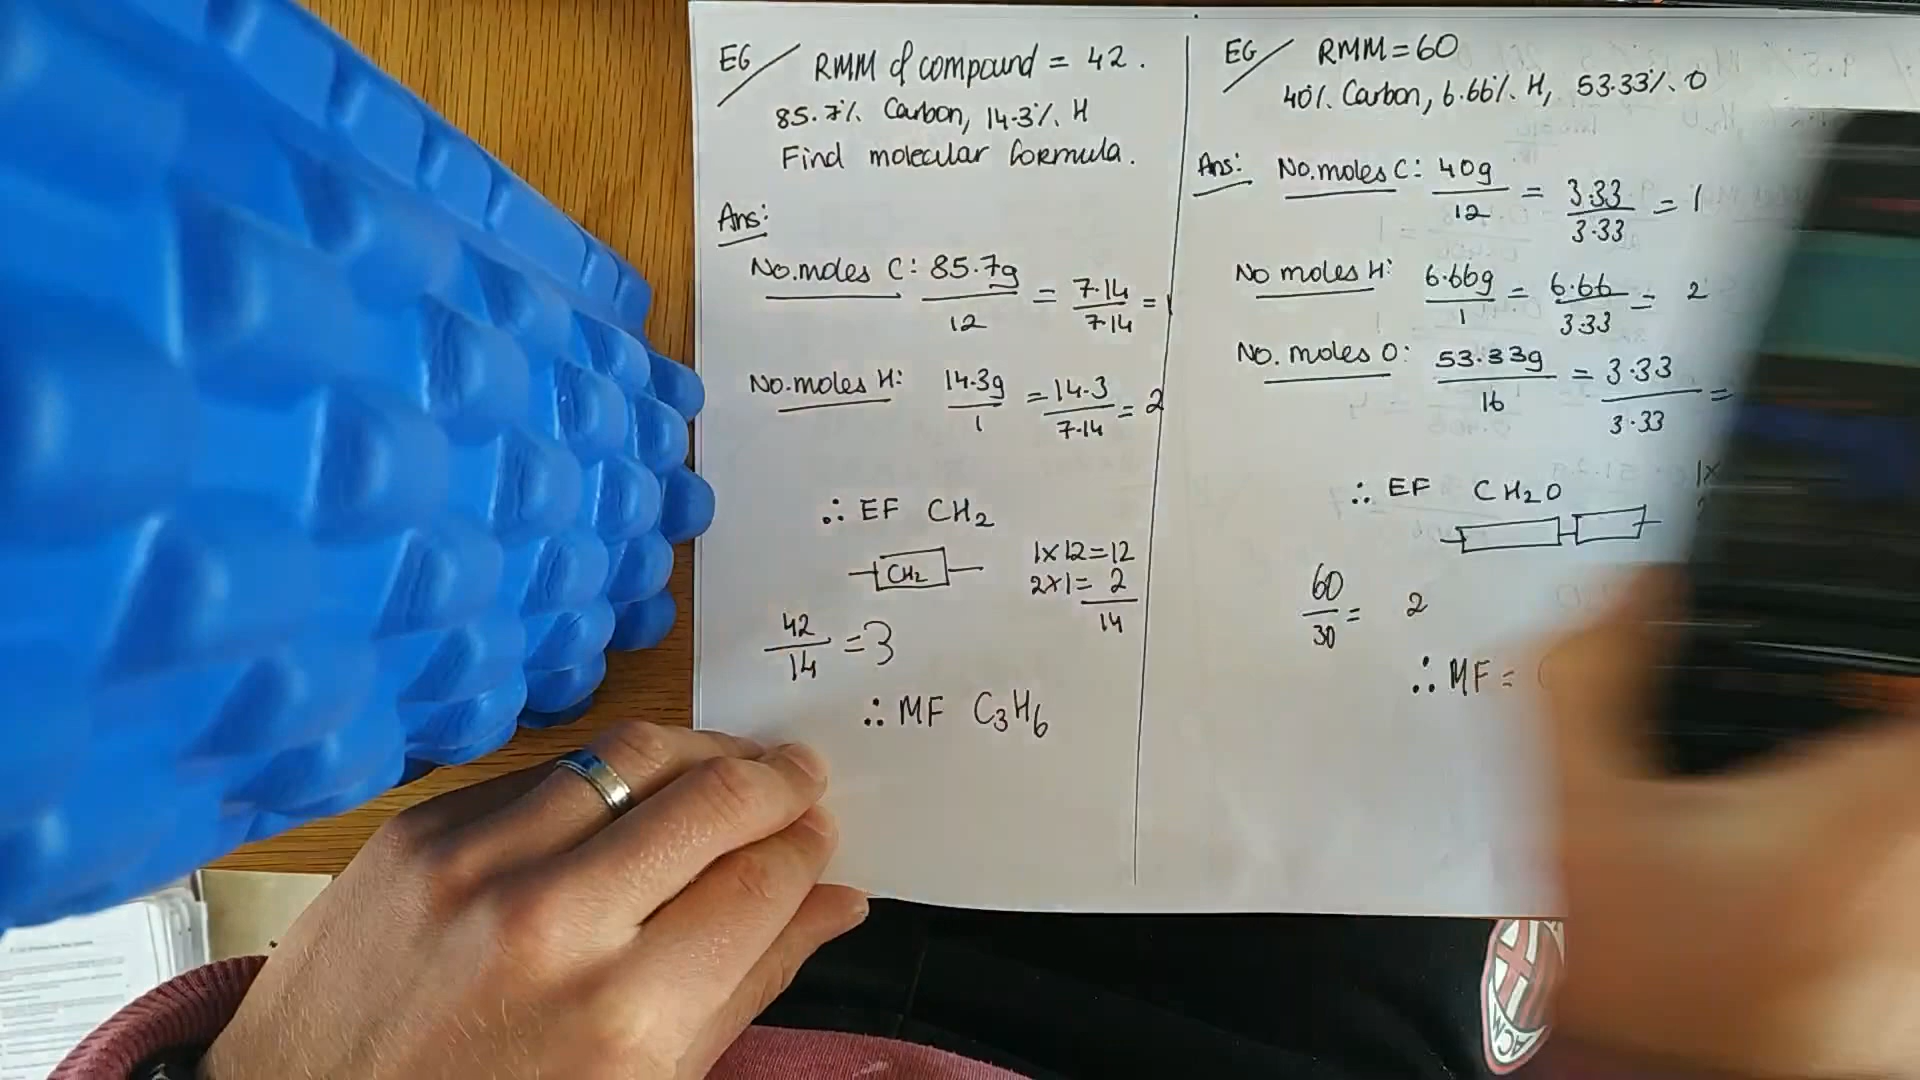 EG/ RMM of compound = 42.
85.7% Carbon, 14.3% H
Find molecular formula.
Ans:
No.moles C: 85.7g/12 = 7.14/7.14 = 1
No.moles H: 14.3g/1 = 14.3/7.14 = 2
∴ EF CH2
CH2
1x12=12
2x1= 2
14
42/14 = 3
∴ MF C3H6
EG/ RMM=60
40% Carbon, 6.66% H, 53.33% O
Ans: No.moles C: 40g/12 = 3.33/3.33 = 1
No moles H: 6.66g/1 = 6.66/3.33 = 2
No. moles O: 53.33g/16 = 3.33/3.33 =
∴ EF CH2O
1x
60/30 = 2
∴ MF =
ACM